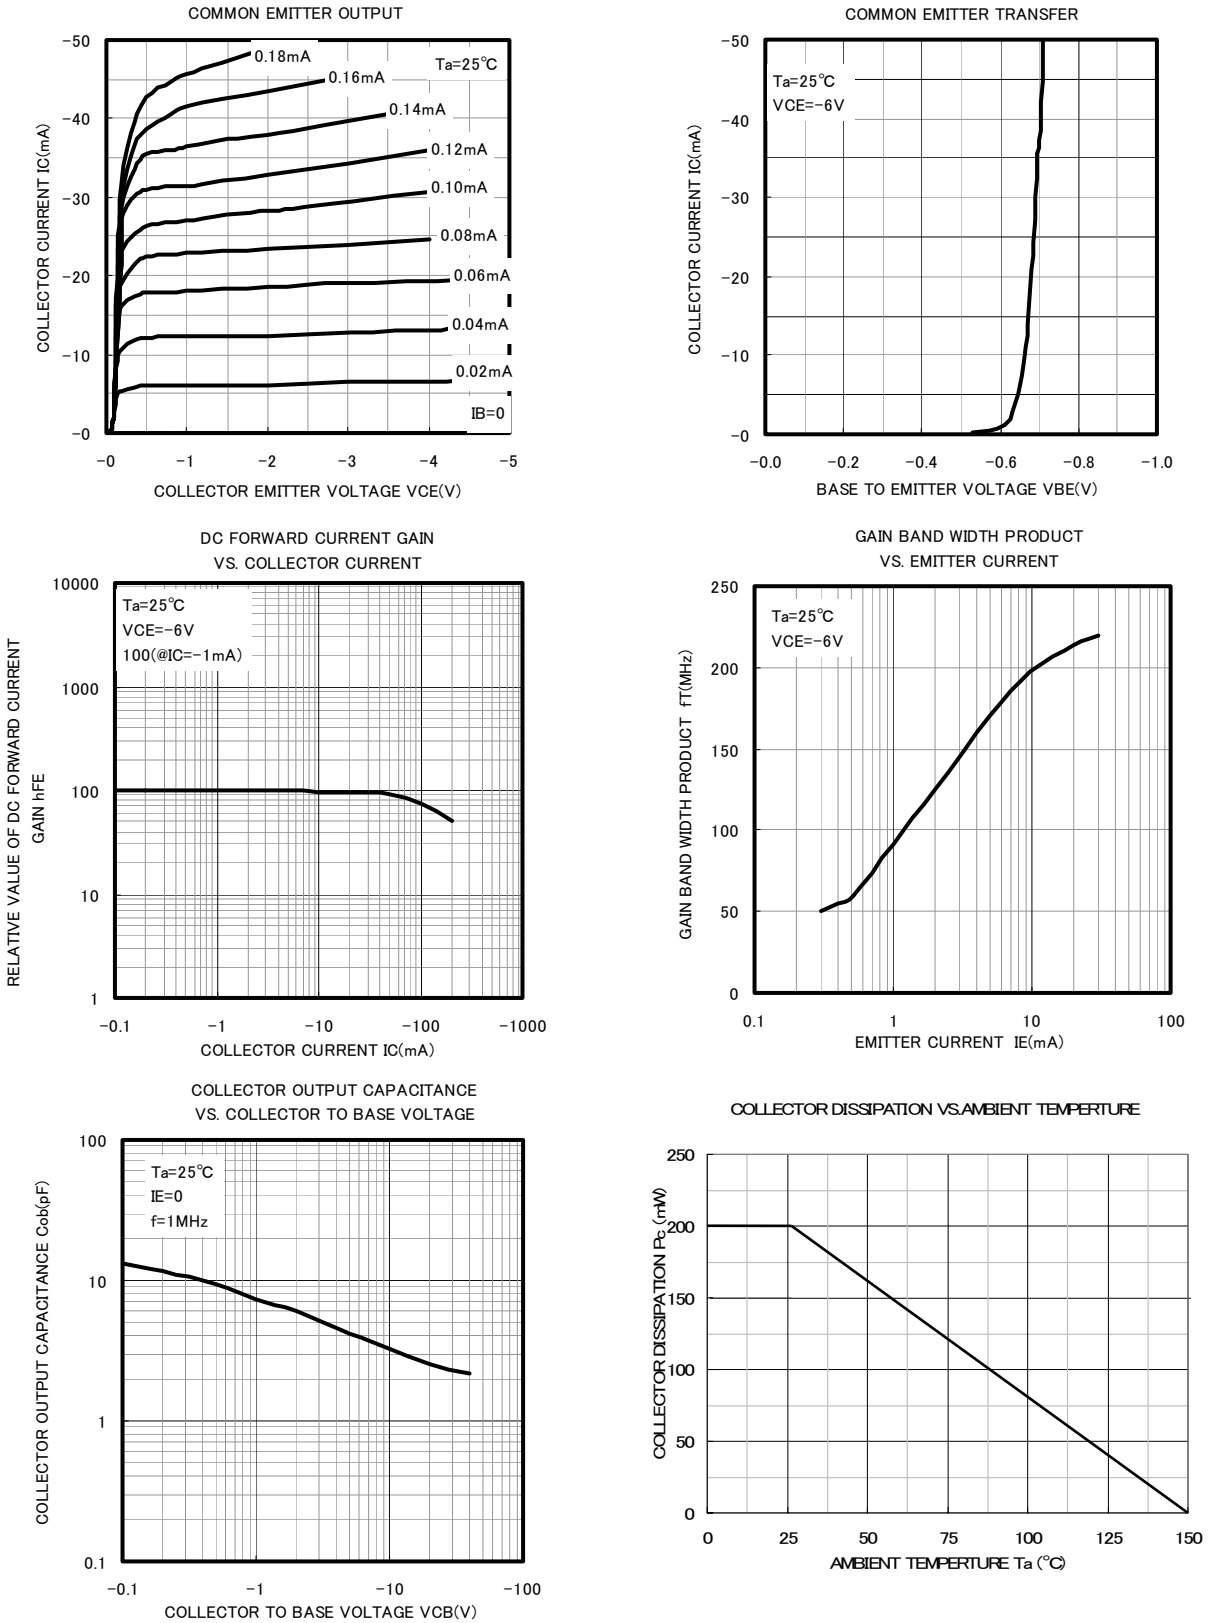 COMMON EMITTER OUTPUT
-50
-40
-30
-20
-10
-0
COLLECTOR CURRENT IC(mA)
0.18mA
Ta=25℃
0.16mA
0.14mA
0.12mA
0.10mA
0.08mA
0.06mA
0.04mA
0.02mA
IB=0
-0 -1 -2 -3 -4 -5
COLLECTOR EMITTER VOLTAGE VCE(V)
COMMON EMITTER TRANSFER
-50
-40
-30
-20
-10
-0
COLLECTOR CURRENT IC(mA)
Ta=25℃
VCE=-6V
-0.0 -0.2 -0.4 -0.6 -0.8 -1.0
BASE TO EMITTER VOLTAGE VBE(V)
DC FORWARD CURRENT GAIN
VS. COLLECTOR CURRENT
10000
1000
100
10
1
RELATIVE VALUE OF DC FORWARD CURRENT
GAIN hFE
Ta=25℃
VCE=-6V
100(@IC=-1mA)
-0.1 -1 -10 -100 -1000
COLLECTOR CURRENT IC(mA)
GAIN BAND WIDTH PRODUCT
VS. EMITTER CURRENT
250
200
150
100
50
0
GAIN BAND WIDTH PRODUCT fT(MHz)
Ta=25℃
VCE=-6V
0.1 1 10 100
EMITTER CURRENT IE(mA)
COLLECTOR OUTPUT CAPACITANCE
VS. COLLECTOR TO BASE VOLTAGE
100
10
1
0.1
COLLECTOR OUTPUT CAPACITANCE Cob(pF)
Ta=25℃
IE=0
f=1MHz
-0.1 -1 -10 -100
COLLECTOR TO BASE VOLTAGE VCB(V)
COLLECTOR DISSIPATION VS.AMBIENT TEMPERTURE
250
200
150
100
50
0
COLLECTOR DISSIPATION Pc (mW)
0 25 50 75 100 125 150
AMBIENT TEMPERTURE Ta (℃)